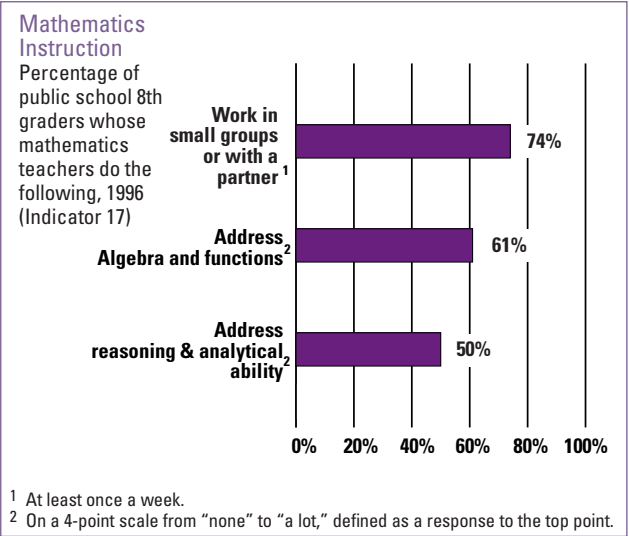 Mathematics
Instruction
Percentage of
public school 8th
graders whose
mathematics
teachers do the
following, 1996
(Indicator 17)
Work in
small groups
or with a
partner 1
74%
Address
Algebra and functions2
61%
Address
reasoning & analytical
ability2
50%
0% 20% 40% 60% 80% 100%
1 At least once a week.
2 On a 4-point scale from “none” to “a lot,” defined as a response to the top point.